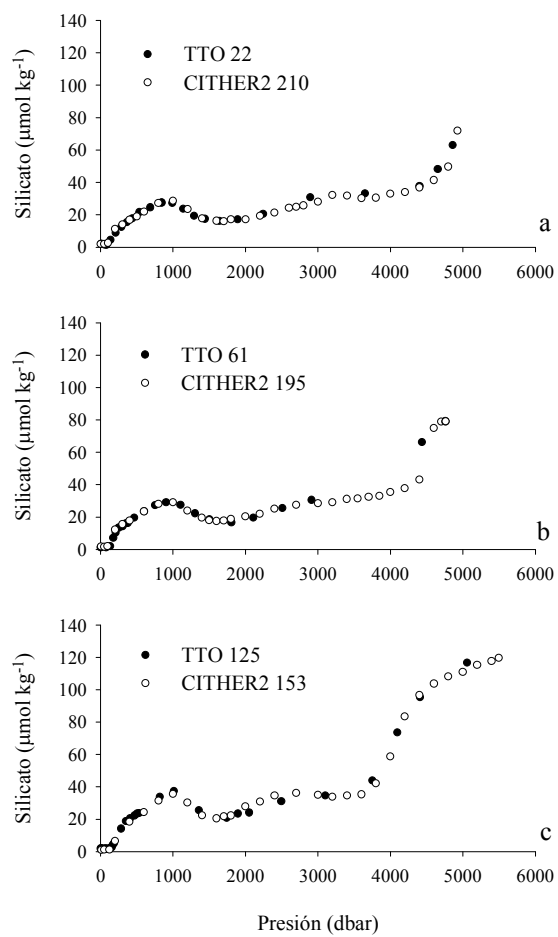 140
120
100
80
60
40
20
0
Silicato (µmol kg-1)
TTO 22
CITHER2 210
a
0 1000 2000 3000 4000 5000 6000
140
120
100
80
60
40
20
0
Silicato (µmol kg-1)
TTO 61
CITHER2 195
b
0 1000 2000 3000 4000 5000 6000
140
120
100
80
60
40
20
0
Silicato (µmol kg-1)
TTO 125
CITHER2 153
c
0 1000 2000 3000 4000 5000 6000
Presión (dbar)